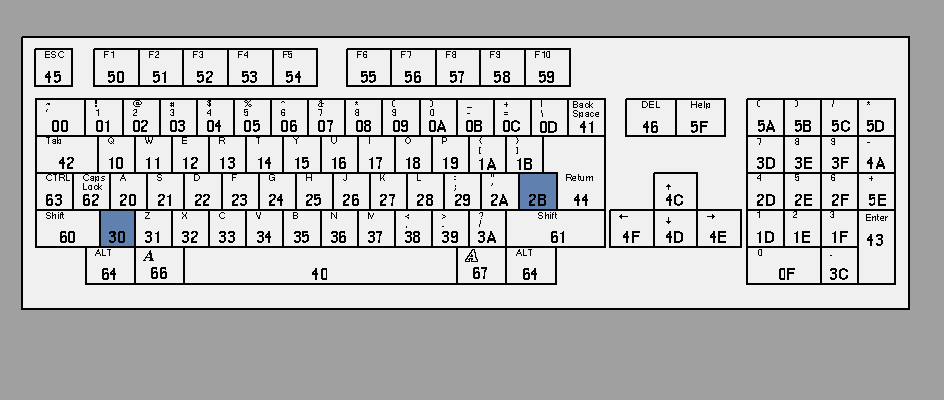 ESC F1 F2 F3 F4 F5 F6 F7 F8 F9 F10
45 50 51 52 53 54 55 56 57 58 59
~ ! @ # $ % ^ & * ( ) _ + | Back Space DEL Help ( ) / *
` 1 2 3 4 5 6 7 8 9 0 - = \
00 01 02 03 04 05 06 07 08 09 0A 0B 0C 0D 41 46 5F 5A 5B 5C 5D
Tab Q W E R T Y U I O P { } 7 8 9 -
[ ]
42 10 11 12 13 14 15 16 17 18 19 1A 1B 3D 3E 3F 4A
CTRL Caps Lock A S D F G H J K L : " Return ↑ 4 5 6 +
; '
63 62 20 21 22 23 24 25 26 27 28 29 2A 2B 44 4C 2D 2E 2F 5E
Shift Z X C V B N M < > ? Shift ← ↓ → 1 2 3 Enter
, . /
60 30 31 32 33 34 35 36 37 38 39 3A 61 4F 4D 4E 1D 1E 1F 43
ALT A A ALT 0 .
64 66 40 67 64 0F 3C